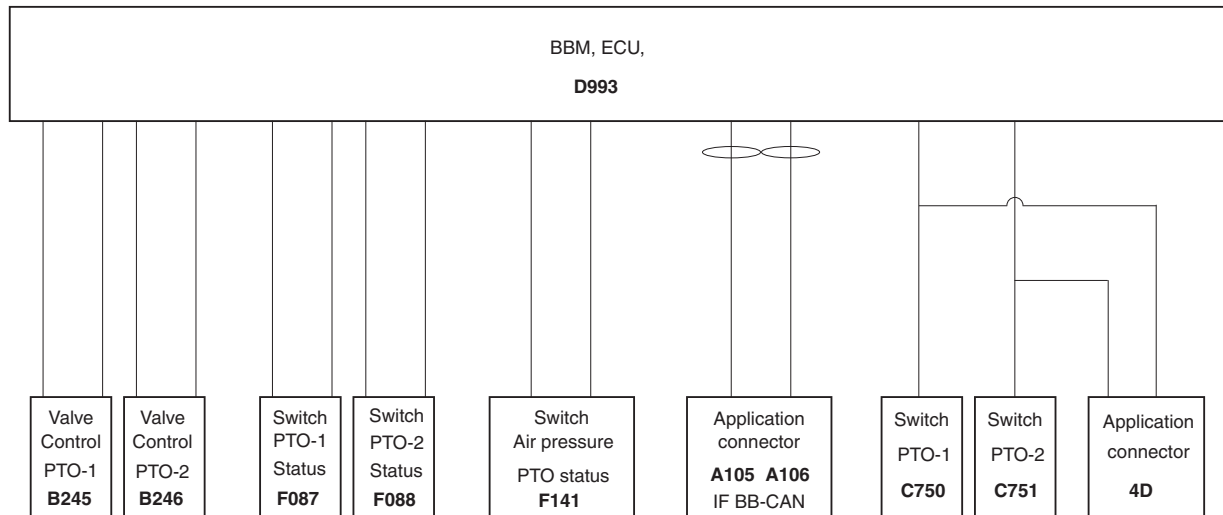 BBM, ECU,
D993
Valve
Control
PTO-1
B245
Valve
Control
PTO-2
B246
Switch
PTO-1
Status
F087
Switch
PTO-2
Status
F088
Switch
Air pressure
PTO status
F141
Application
connector
A105 A106
IF BB-CAN
Switch
PTO-1
C750
Switch
PTO-2
C751
Application
connector
4D